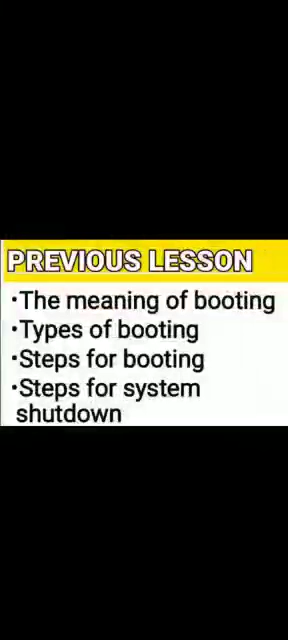 PREVIOUS LESSON
•The meaning of booting
•Types of booting
•Steps for booting
•Steps for system
shutdown